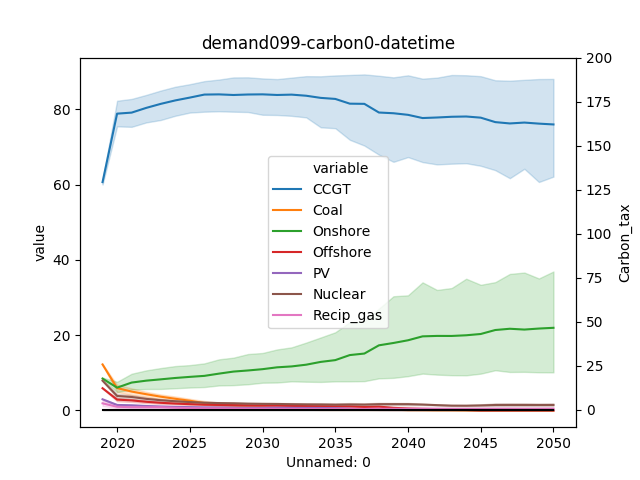 demand099-carbon0-datetime
200
175
150
125
100
75
50
25
0
Carbon_tax
80
60
40
20
0
value
variable
CCGT
Coal
Onshore
Offshore
PV
Nuclear
Recip_gas
2020 2025 2030 2035 2040 2045 2050
Unnamed: 0